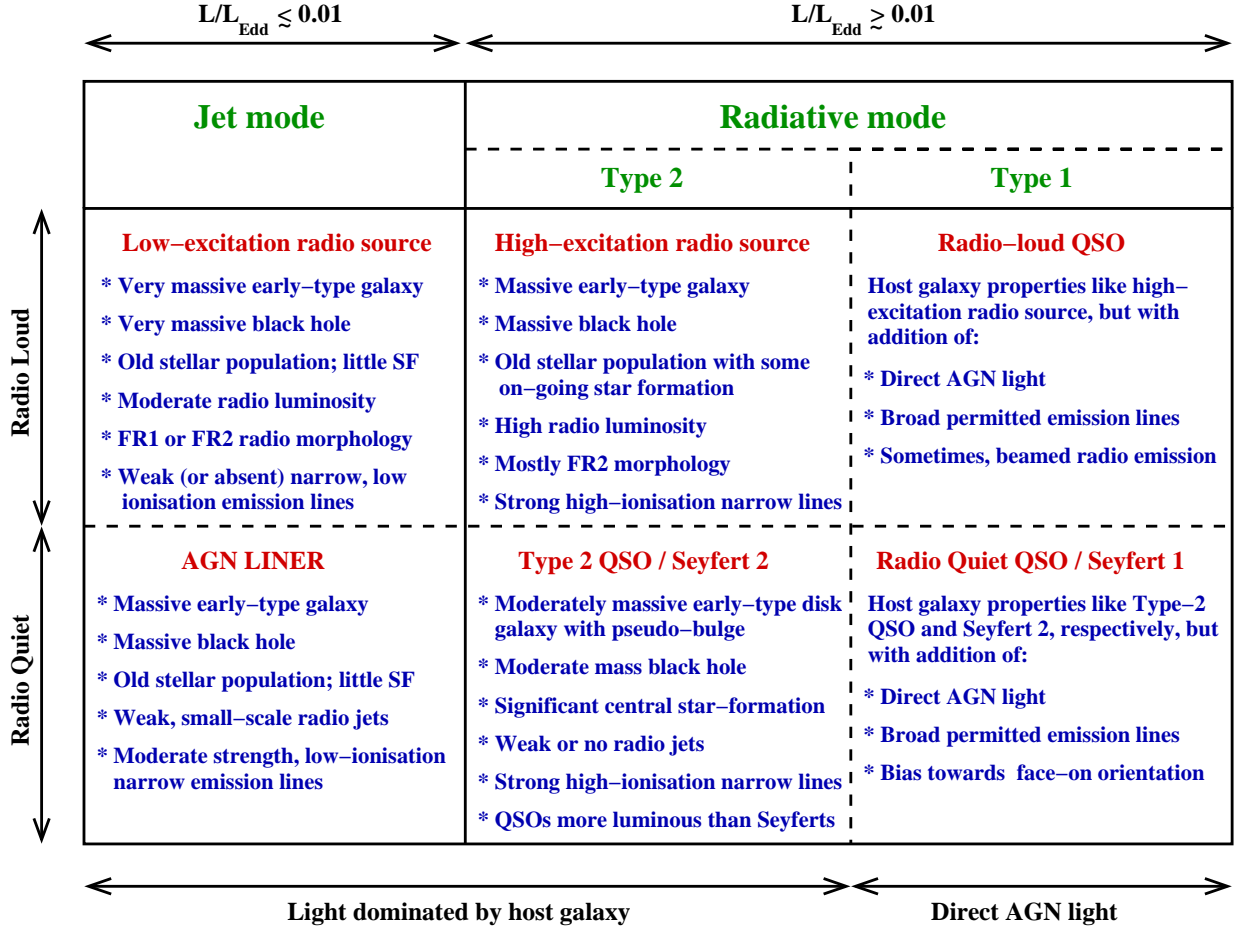 L/L_Edd ≲ 0.01
L/L_Edd ≳ 0.01
Jet mode
Radiative mode
Type 2
Type 1
Radio Loud
Low−excitation radio source
* Very massive early−type galaxy
* Very massive black hole
* Old stellar population; little SF
* Moderate radio luminosity
* FR1 or FR2 radio morphology
* Weak (or absent) narrow, low
ionisation emission lines
High−excitation radio source
* Massive early−type galaxy
* Massive black hole
* Old stellar population with some
on−going star formation
* High radio luminosity
* Mostly FR2 morphology
* Strong high−ionisation narrow lines
Radio−loud QSO
Host galaxy properties like high−
excitation radio source, but with
addition of:
* Direct AGN light
* Broad permitted emission lines
* Sometimes, beamed radio emission
Radio Quiet
AGN LINER
* Massive early−type galaxy
* Massive black hole
* Old stellar population; little SF
* Weak, small−scale radio jets
* Moderate strength, low−ionisation
narrow emission lines
Type 2 QSO / Seyfert 2
* Moderately massive early−type disk
galaxy with pseudo−bulge
* Moderate mass black hole
* Significant central star−formation
* Weak or no radio jets
* Strong high−ionisation narrow lines
* QSOs more luminous than Seyferts
Radio Quiet QSO / Seyfert 1
Host galaxy properties like Type−2
QSO and Seyfert 2, respectively, but
with addition of:
* Direct AGN light
* Broad permitted emission lines
* Bias towards face−on orientation
Light dominated by host galaxy
Direct AGN light